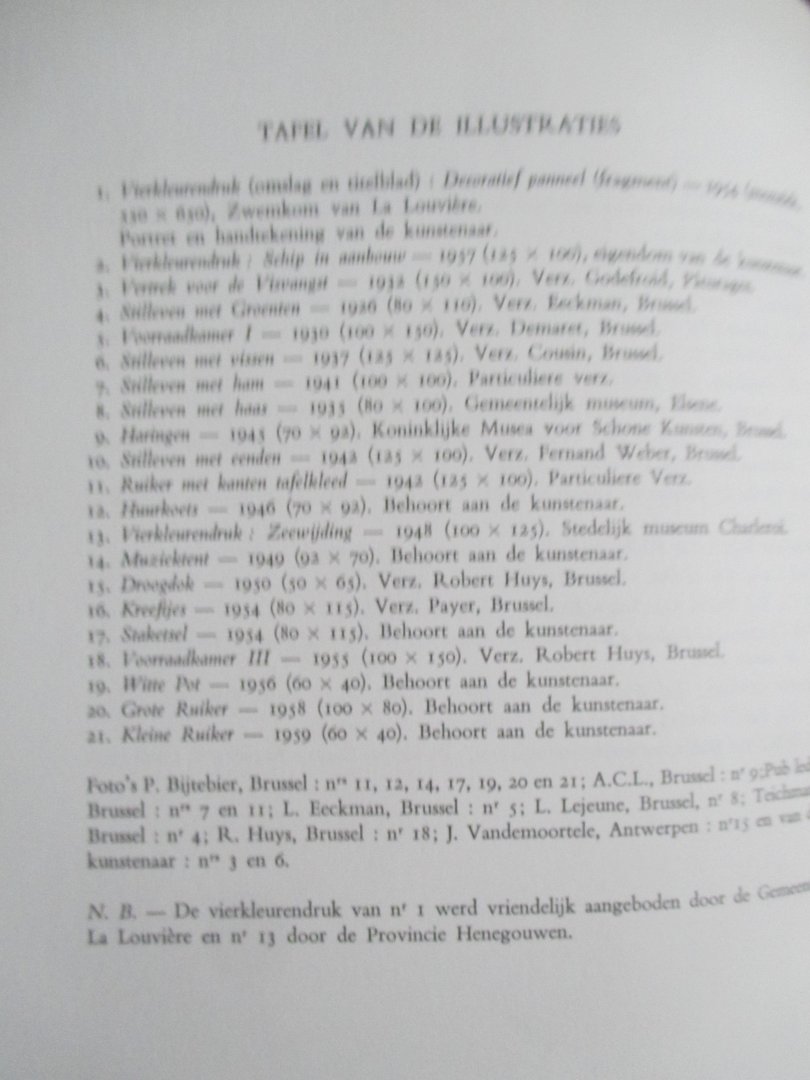 TAFEL VAN DE ILLUSTRATIES
1. Vierkleurendruk (omslag en titelblad) : Decoratief panneel (fragment) — 1956
 × 650), Zwemkom van La Louvière.
Portret en handtekening van de kunstenaar.
2. Vierkleurendruk : Schip in aanbouw — 1957 (125 × 100), eigendom van de kunstenaar.
3. Vertrek voor de Visvangst — 1932 (150 × 100). Verz. Godefroid,
4. Stilleven met Groenten — 1926 (80 × 110). Verz. Eeckman, Brussel.
5. Voorraadkamer I — 1930 (100 × 150). Verz. Demaret, Brussel.
6. Stilleven met vissen — 1937 (125 × 125). Verz. Cousin, Brussel.
7. Stilleven met ham — 1941 (100 × 100). Particuliere verz.
8. Stilleven met haas — 1935 (80 × 100). Gemeentelijk museum, Elsene.
9. Haringen — 1943 (70 × 92). Koninklijke Musea voor Schone Kunsten, Brussel.
10. Stilleven met eenden — 1942 (125 × 100). Verz. Fernand Weber, Brussel.
11. Ruiker met kanten tafelkleed — 1942 (125 × 100). Particuliere Verz.
12. Huurkoets — 1946 (70 × 92). Behoort aan de kunstenaar.
13. Vierkleurendruk : Zeewijding — 1948 (100 × 125). Stedelijk museum Charleroi.
14. Muziektent — 1949 (92 × 70). Behoort aan de kunstenaar.
15. Droogdok — 1950 (50 × 65). Verz. Robert Huys, Brussel.
16. Kreeftjes — 1954 (80 × 115). Verz. Payer, Brussel.
17. Staketsel — 1954 (80 × 115). Behoort aan de kunstenaar.
18. Voorraadkamer III — 1955 (100 × 150). Verz. Robert Huys, Brussel.
19. Witte Pot — 1956 (60 × 40). Behoort aan de kunstenaar.
20. Grote Ruiker — 1958 (100 × 80). Behoort aan de kunstenaar.
21. Kleine Ruiker — 1959 (60 × 40). Behoort aan de kunstenaar.
Foto's P. Bijtebier, Brussel : nrs 11, 12, 14, 17, 19, 20 en 21; A.C.L., Brussel : nr 9; Pub
Brussel : nrs 7 en 11; L. Eeckman, Brussel : nr 5; L. Lejeune, Brussel, nr 8;
Brussel : nr 4; R. Huys, Brussel : nr 18; J. Vandemoortele, Antwerpen : nr 15 en van
kunstenaar : nrs 3 en 6.
N. B. — De vierkleurendruk van nr 1 werd vriendelijk aangeboden door de
La Louvière en nr 13 door de Provincie Henegouwen.